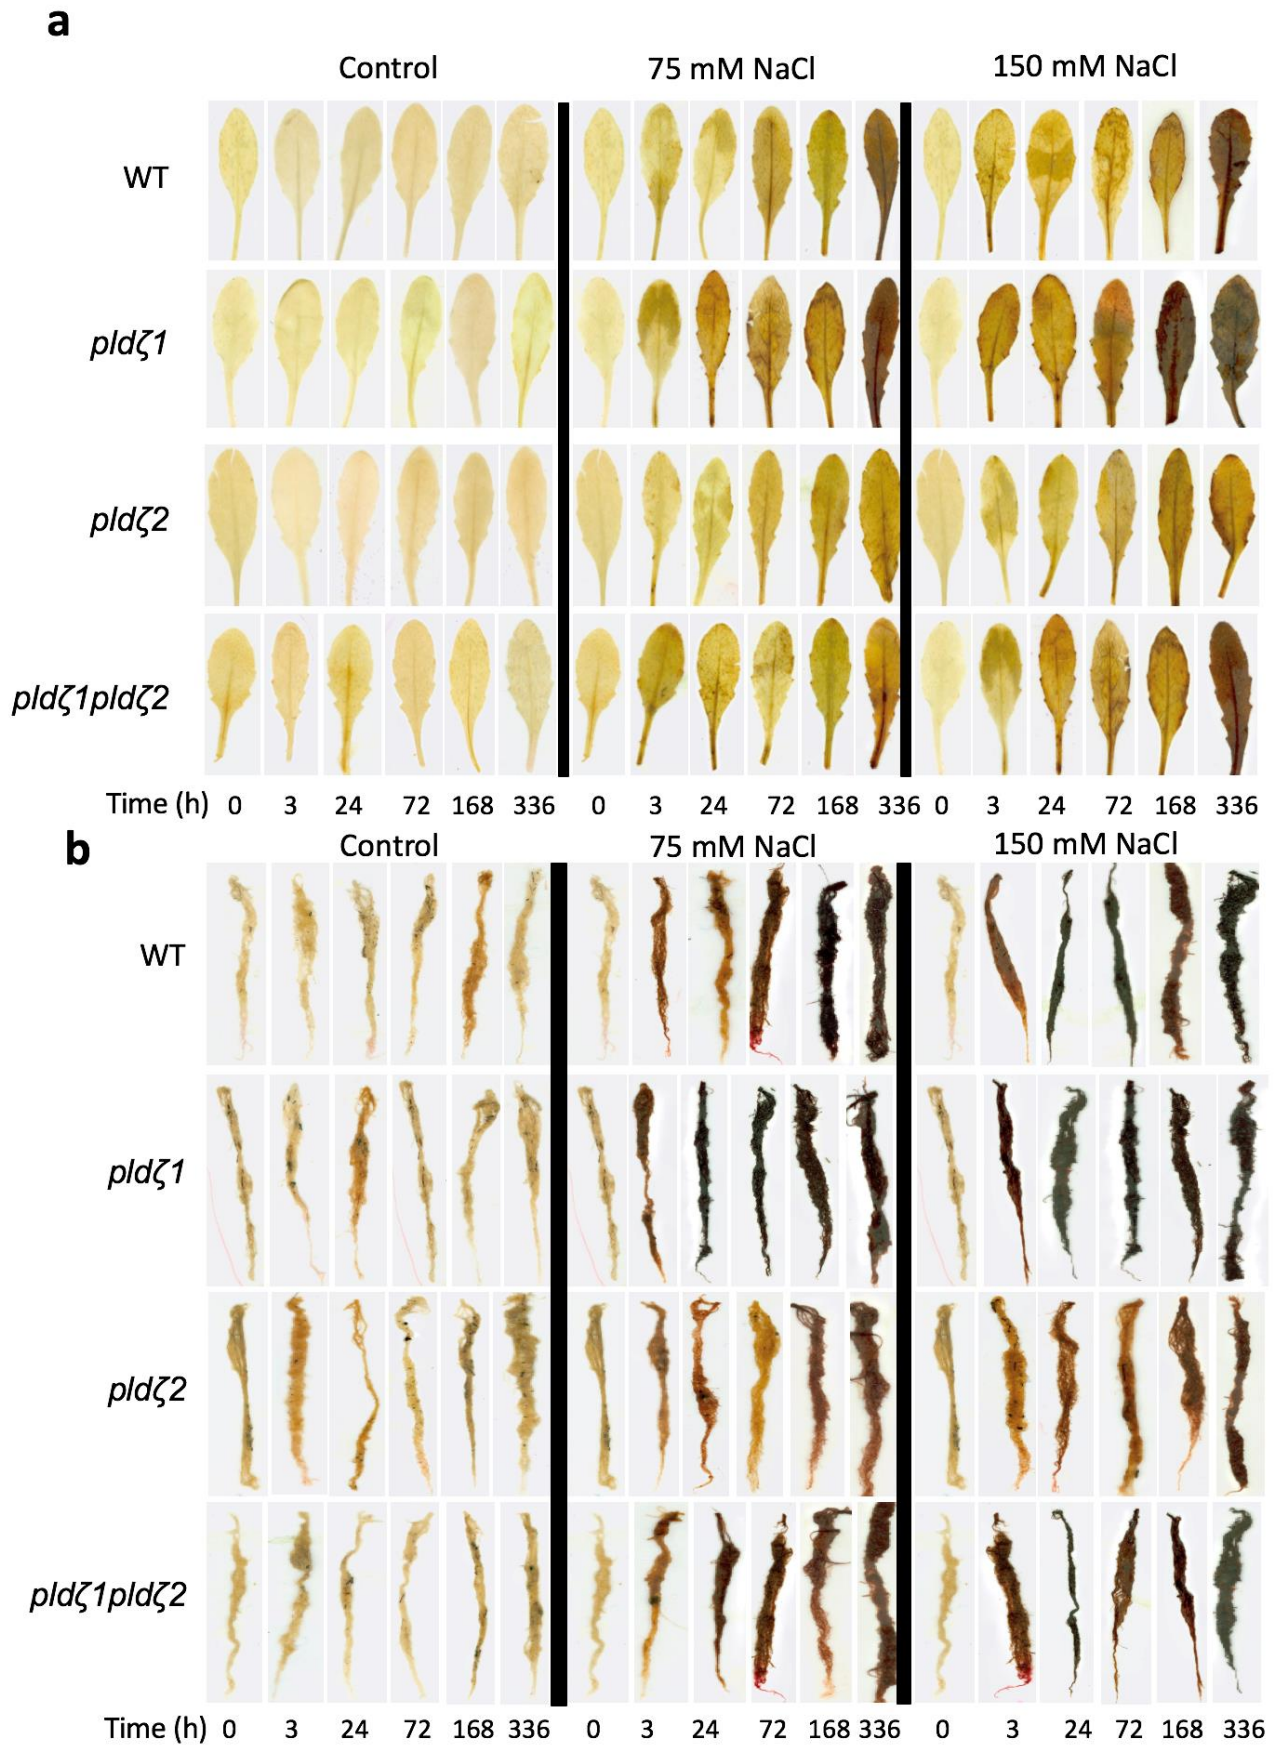 a
Control 75 mM NaCl 150 mM NaCl
WT
pldζ1
pldζ2
pldζ1pldζ2
Time (h) 0 3 24 72 168 336 0 3 24 72 168 336 0 3 24 72 168 336
b
Control 75 mM NaCl 150 mM NaCl
WT
pldζ1
pldζ2
pldζ1pldζ2
Time (h) 0 3 24 72 168 336 0 3 24 72 168 336 0 3 24 72 168 336